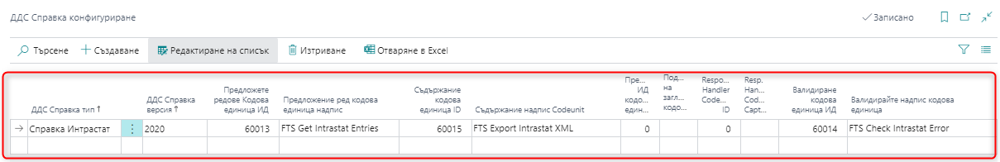 ДДС Справка конфигуриране
Записано
Търсене
Създаване
Редактиране на списък
Изтриване
Отваряне в Excel
ДДС Справка тип ↑
ДДС Справка
версия ↑
Предложете
редове Кодова
единица ИД
Предложение ред кодова
единица надпис
Съдържание
кодова
единица ID
Съдържание надпис Codeunit
Пре...
ИД
кодо...
един...
Под...
на
загл...
кодо...
Respo...
Handler
Code...
ID
Resp.
Han...
Cod...
Capt...
Валидиране
кодова
единица ИД
Валидирайте надпис кодова
единица
Справка Интрастат
2020
60013
FTS Get Intrastat Entries
60015
FTS Export Intrastat XML
0
0
60014
FTS Check Intrastat Error